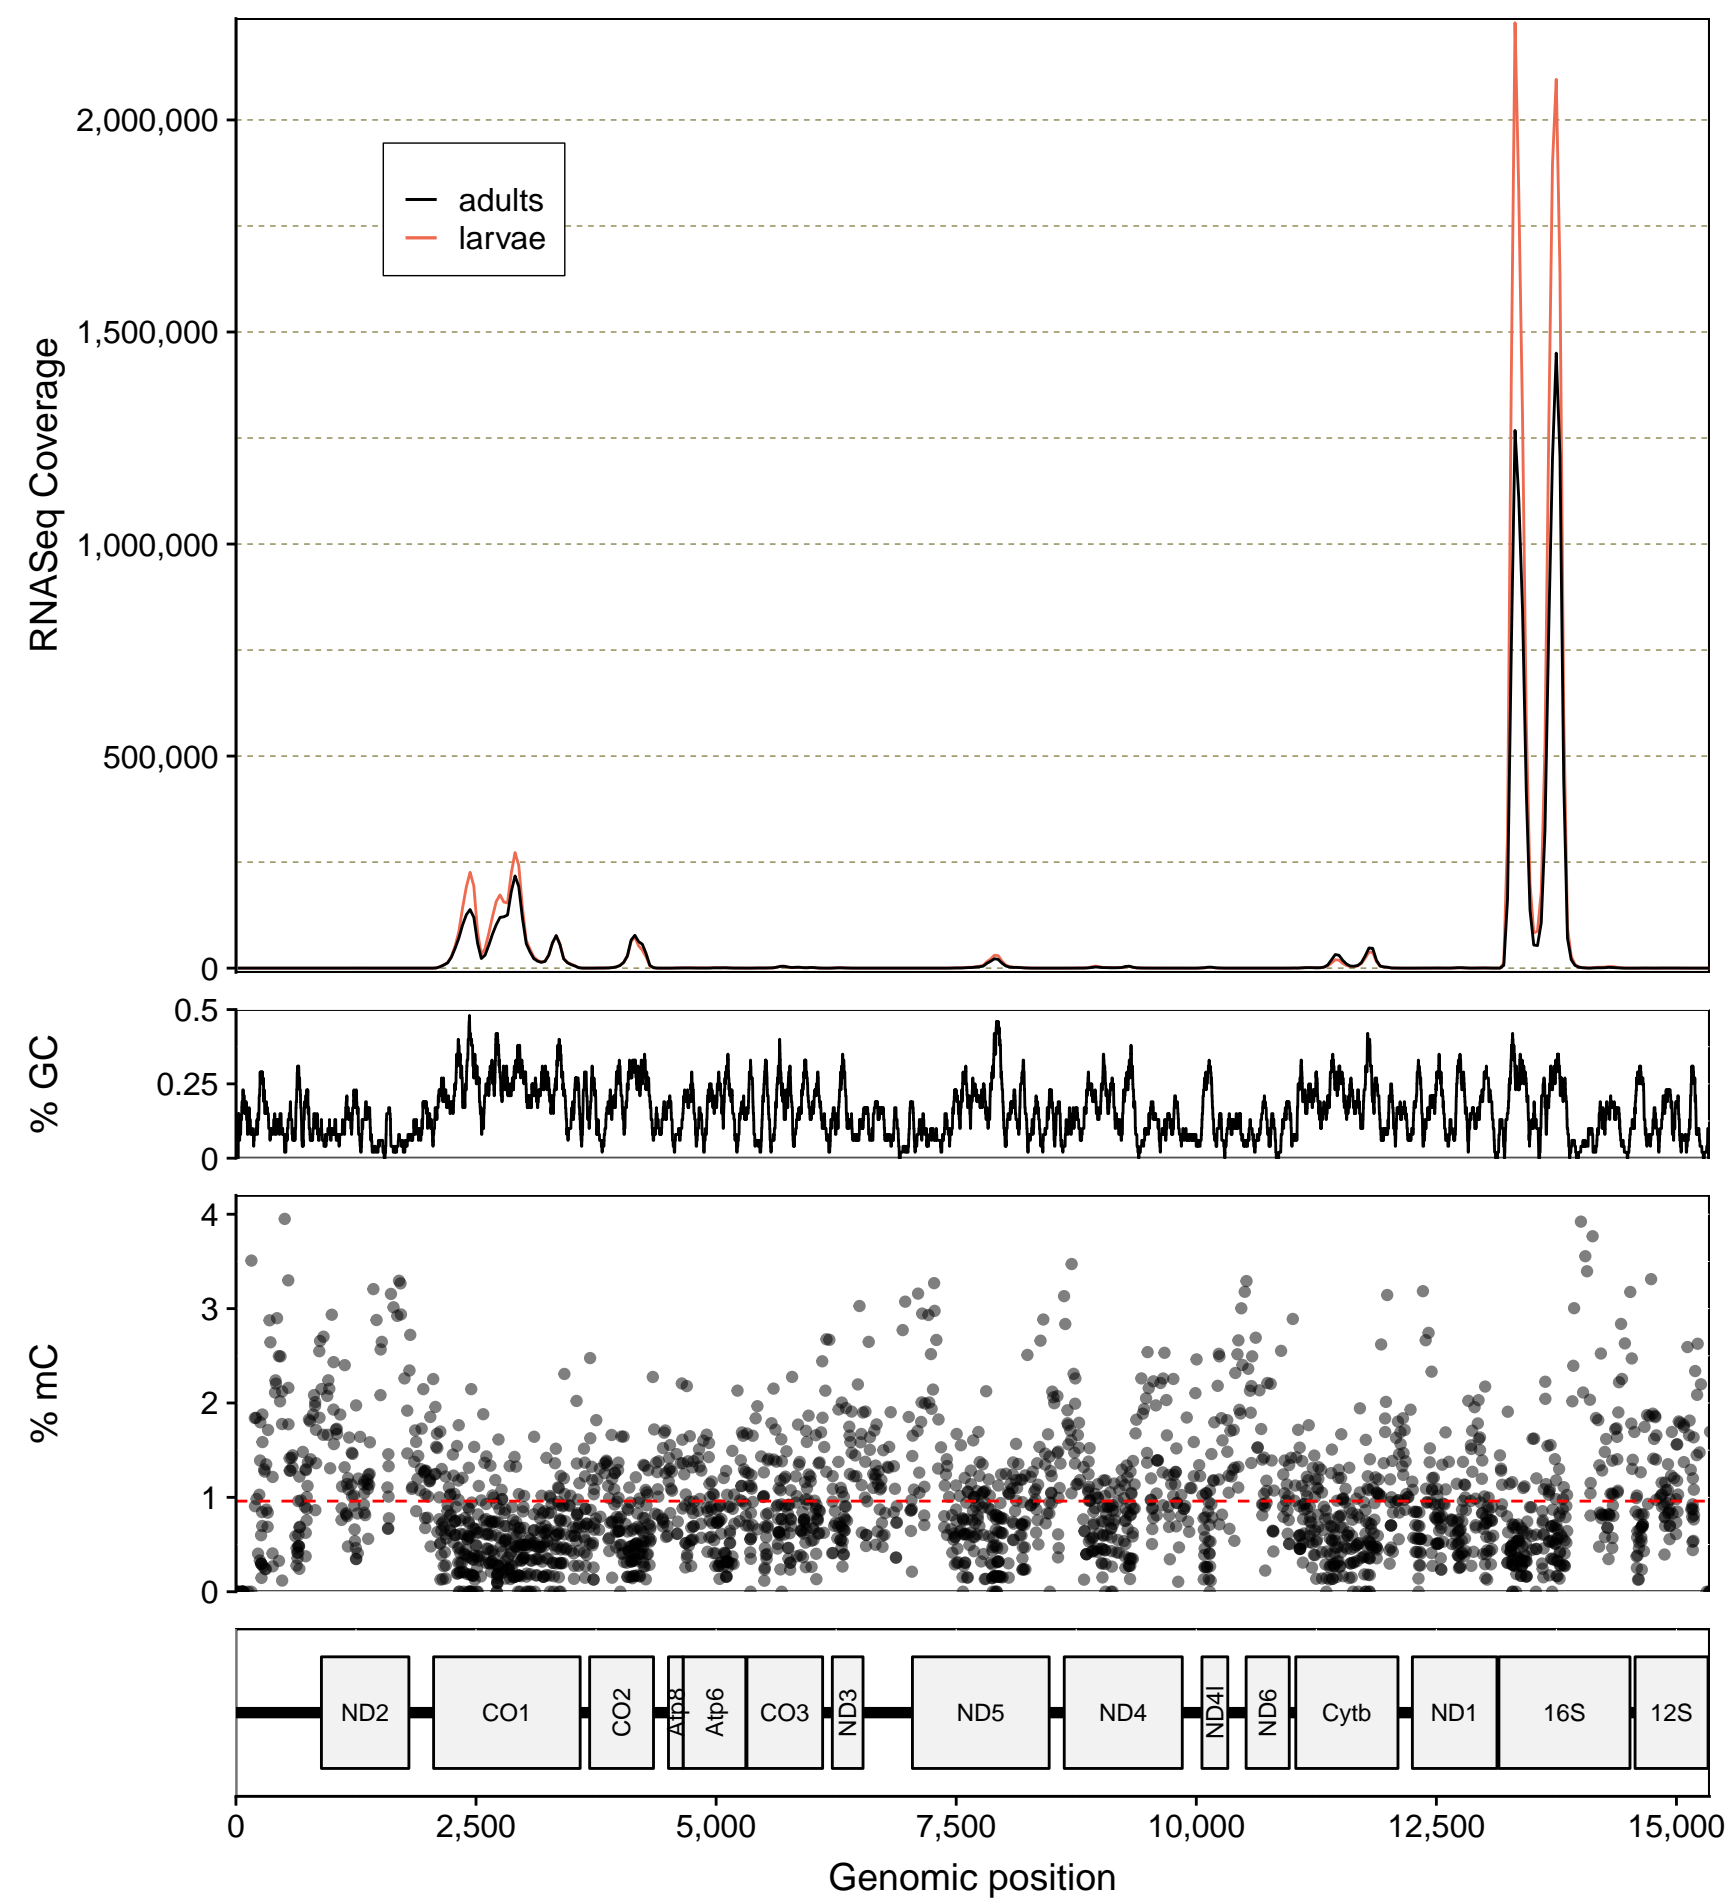 2,000,000
adults
larvae
1,500,000
RNASeq Coverage
1,000,000
500,000
0
0.5
% GC
0.25
0
4
3
% mC
2
1
0
ND2 CO1 CO2 Atp8 Atp6 CO3 ND3 ND5 ND4 ND4l ND6 Cytb ND1 16S 12S
0 2,500 5,000 7,500 10,000 12,500 15,000
Genomic position